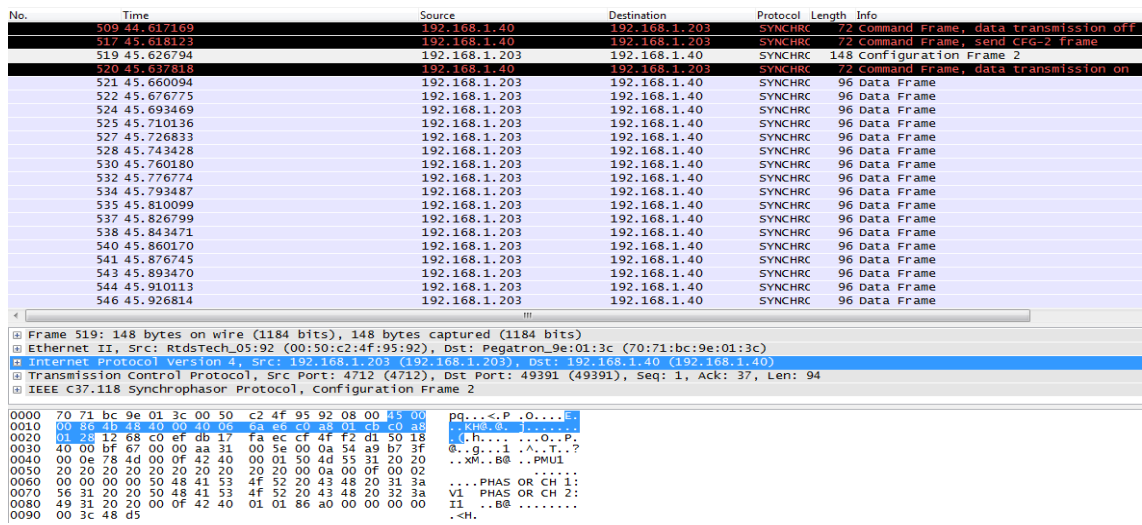 No. Time Source Destination Protocol Length Info
509 44.617169 192.168.1.40 192.168.1.203 SYNCHRC 72 Command Frame, data transmission off
517 45.618123 192.168.1.40 192.168.1.203 SYNCHRC 72 Command Frame, send CFG-2 frame
519 45.626794 192.168.1.203 192.168.1.40 SYNCHRC 148 Configuration Frame 2
520 45.637818 192.168.1.40 192.168.1.203 SYNCHRC 72 Command Frame, data transmission on
521 45.660094 192.168.1.203 192.168.1.40 SYNCHRC 96 Data Frame
522 45.676775 192.168.1.203 192.168.1.40 SYNCHRC 96 Data Frame
524 45.693469 192.168.1.203 192.168.1.40 SYNCHRC 96 Data Frame
525 45.710136 192.168.1.203 192.168.1.40 SYNCHRC 96 Data Frame
527 45.726833 192.168.1.203 192.168.1.40 SYNCHRC 96 Data Frame
528 45.743428 192.168.1.203 192.168.1.40 SYNCHRC 96 Data Frame
530 45.760180 192.168.1.203 192.168.1.40 SYNCHRC 96 Data Frame
532 45.776774 192.168.1.203 192.168.1.40 SYNCHRC 96 Data Frame
534 45.793487 192.168.1.203 192.168.1.40 SYNCHRC 96 Data Frame
535 45.810099 192.168.1.203 192.168.1.40 SYNCHRC 96 Data Frame
537 45.826799 192.168.1.203 192.168.1.40 SYNCHRC 96 Data Frame
538 45.843471 192.168.1.203 192.168.1.40 SYNCHRC 96 Data Frame
540 45.860170 192.168.1.203 192.168.1.40 SYNCHRC 96 Data Frame
541 45.876745 192.168.1.203 192.168.1.40 SYNCHRC 96 Data Frame
543 45.893470 192.168.1.203 192.168.1.40 SYNCHRC 96 Data Frame
544 45.910113 192.168.1.203 192.168.1.40 SYNCHRC 96 Data Frame
546 45.926814 192.168.1.203 192.168.1.40 SYNCHRC 96 Data Frame
Frame 519: 148 bytes on wire (1184 bits), 148 bytes captured (1184 bits)
Ethernet II, Src: RtdsTech_05:92 (00:50:c2:4f:95:92), Dst: Pegatron_9e:01:3c (70:71:bc:9e:01:3c)
Internet Protocol Version 4, Src: 192.168.1.203 (192.168.1.203), Dst: 192.168.1.40 (192.168.1.40)
Transmission Control Protocol, Src Port: 4712 (4712), Dst Port: 49391 (49391), Seq: 1, Ack: 37, Len: 94
IEEE C37.118 Synchrophasor Protocol, Configuration Frame 2
0000 70 71 bc 9e 01 3c 00 50 c2 4f 95 92 08 00 45 00 pq...<.P .O....E.
0010 00 86 4b 48 40 00 40 06 6a e6 c0 a8 01 cb c0 a8 ..KH@.@. j.......
0020 01 28 12 68 c0 ef db 17 fa ec cf 4f f2 d1 50 18 .(.h.... ...O..P.
0030 40 00 bf 67 00 00 aa 31 00 5e 00 0a 54 a9 b7 3f @..g...1 .^..T..?
0040 00 0e 78 4d 00 0f 42 40 00 01 50 4d 55 31 20 20 ..xM..B@ ..PMU1
0050 20 20 20 20 20 20 20 20 20 20 00 0a 00 0f 00 02 ......
0060 00 00 00 00 50 48 41 53 4f 52 20 43 48 20 31 3a ....PHAS OR CH 1:
0070 56 31 20 20 50 48 41 53 4f 52 20 43 48 20 32 3a V1 PHAS OR CH 2:
0080 49 31 20 20 00 0f 42 40 01 01 86 a0 00 00 00 00 I1 ..B@ ........
0090 00 3c 48 d5 .<H.